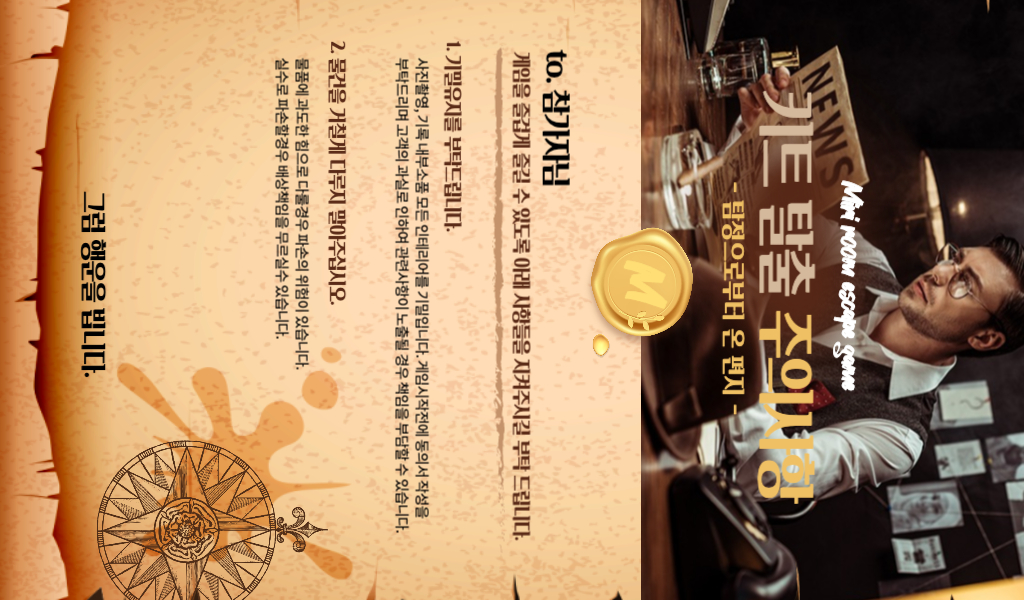 NEWS
Mini room escape game
키트 탈출 주의사항
- 탐정으로부터 온 편지 -
M
to. 참가자님
게임을 즐겁게 즐길 수 있도록 아래 사항들을 지켜주시길 부탁 드립니다.
1. 기밀유지를 부탁드립니다.
사진촬영, 기록 내부소품 모든 인테리어를 기밀입니다. 게임시작전에 동의서 작성을
부탁드리며 고객의 과실로 인하여 관련사항이 노출될 경우 책임을 부담할 수 있습니다.
2. 물건을 거칠게 다루지 말아주십시오
물품에 과도한 힘으로 다룰경우 파손의 위험이 있습니다.
실수로 파손할경우 배상책임을 무르실수 있습니다.
그럼 행운을 빕니다.